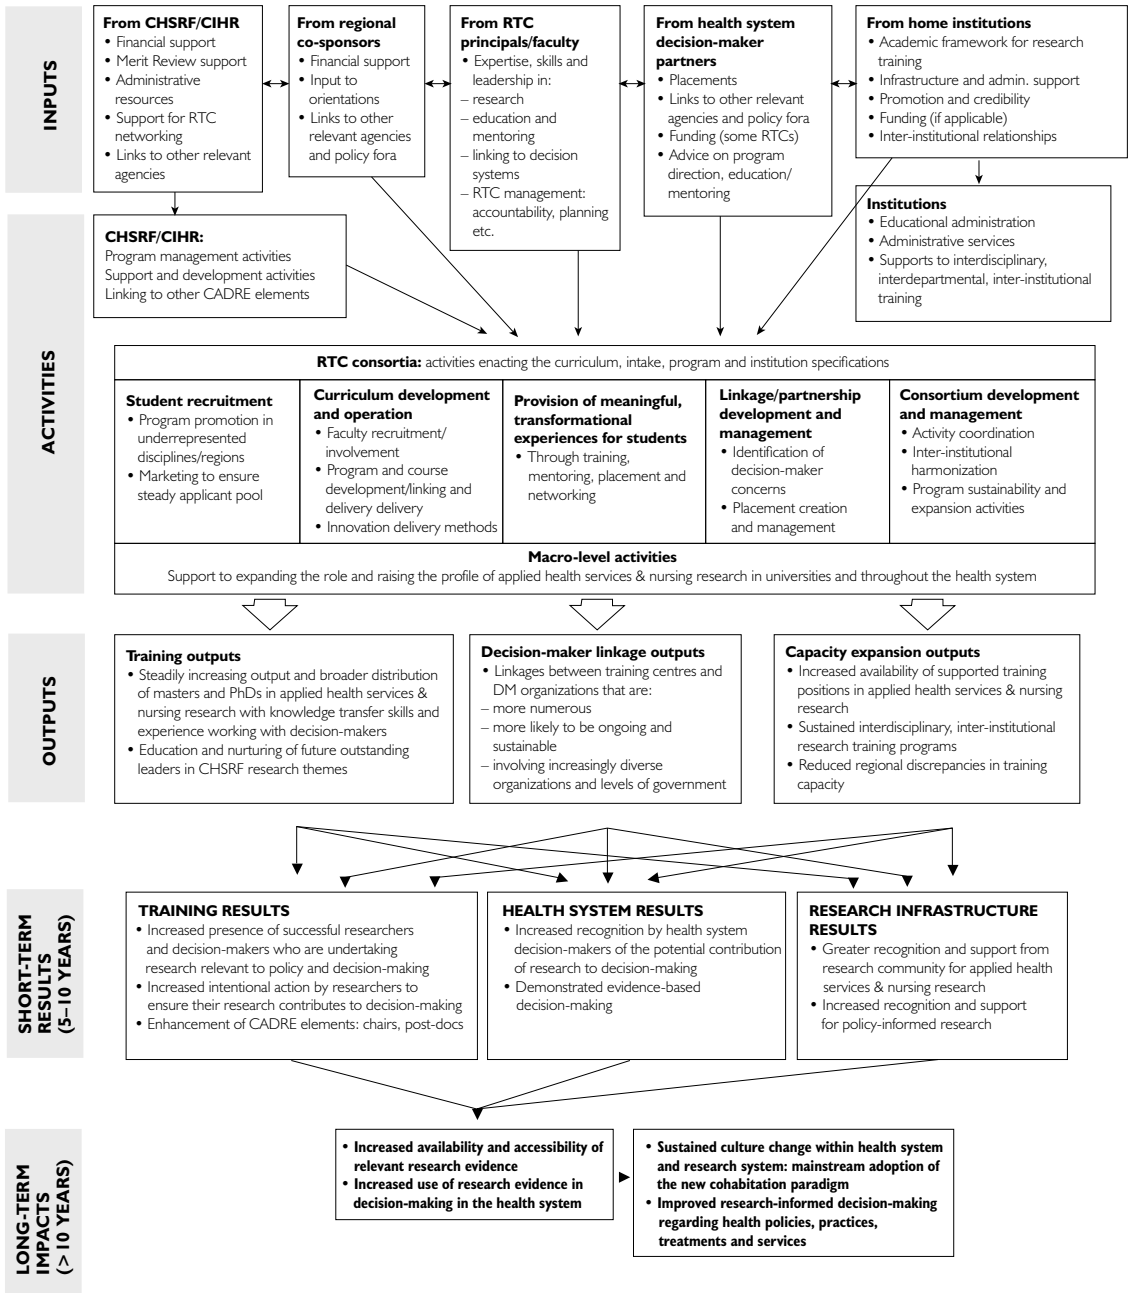 INPUTS
From CHSRF/CIHR
• Financial support
• Merit Review support
• Administrative
resources
• Support for RTC
networking
• Links to other relevant
agencies
From regional
co-sponsors
• Financial support
• Input to
orientations
• Links to other
relevant agencies
and policy fora
From RTC
principals/faculty
• Expertise, skills and
leadership in:
– research
– education and
mentoring
– linking to decision
systems
– RTC management:
accountability, planning
etc.
From health system
decision-maker
partners
• Placements
• Links to other relevant
agencies and policy fora
• Funding (some RTCs)
• Advice on program
direction, education/
mentoring
From home institutions
• Academic framework for research
training
• Infrastructure and admin. support
• Promotion and credibility
• Funding (if applicable)
• Inter-institutional relationships
ACTIVITIES
CHSRF/CIHR:
Program management activities
Support and development activities
Linking to other CADRE elements
Institutions
• Educational administration
• Administrative services
• Supports to interdisciplinary,
interdepartmental, inter-institutional
training
RTC consortia: activities enacting the curriculum, intake, program and institution specifications
Student recruitment
• Program promotion in
underrepresented
disciplines/regions
• Marketing to ensure
steady applicant pool
Curriculum development
and operation
• Faculty recruitment/
involvement
• Program and course
development/linking and
delivery delivery
• Innovation delivery methods
Provision of meaningful,
transformational
experiences for students
• Through training,
mentoring, placement and
networking
Linkage/partnership
development and
management
• Identification of
decision-maker
concerns
• Placement creation
and management
Consortium development
and management
• Activity coordination
• Inter-institutional
harmonization
• Program sustainability and
expansion activities
Macro-level activities
Support to expanding the role and raising the profile of applied health services & nursing research in universities and throughout the health system
OUTPUTS
Training outputs
• Steadily increasing output and broader distribution
of masters and PhDs in applied health services &
nursing research with knowledge transfer skills and
experience working with decision-makers
• Education and nurturing of future outstanding
leaders in CHSRF research themes
Decision-maker linkage outputs
• Linkages between training centres and
DM organizations that are:
– more numerous
– more likely to be ongoing and
sustainable
– involving increasingly diverse
organizations and levels of government
Capacity expansion outputs
• Increased availability of supported training
positions in applied health services & nursing
research
• Sustained interdisciplinary, inter-institutional
research training programs
• Reduced regional discrepancies in training
capacity
SHORT-TERM
RESULTS
(5–10 YEARS)
TRAINING RESULTS
• Increased presence of successful researchers
and decision-makers who are undertaking
research relevant to policy and decision-making
• Increased intentional action by researchers to
ensure their research contributes to decision-making
• Enhancement of CADRE elements: chairs, post-docs
HEALTH SYSTEM RESULTS
• Increased recognition by health system
decision-makers of the potential contribution
of research to decision-making
• Demonstrated evidence-based
decision-making
RESEARCH INFRASTRUCTURE
RESULTS
• Greater recognition and support from
research community for applied health
services & nursing research
• Increased recognition and support
for policy-informed research
LONG-TERM
IMPACTS
(> 10 YEARS)
• Increased availability and accessibility of
relevant research evidence
• Increased use of research evidence in
decision-making in the health system
• Sustained culture change within health system
and research system: mainstream adoption of
the new cohabitation paradigm
• Improved research-informed decision-making
regarding health policies, practices,
treatments and services